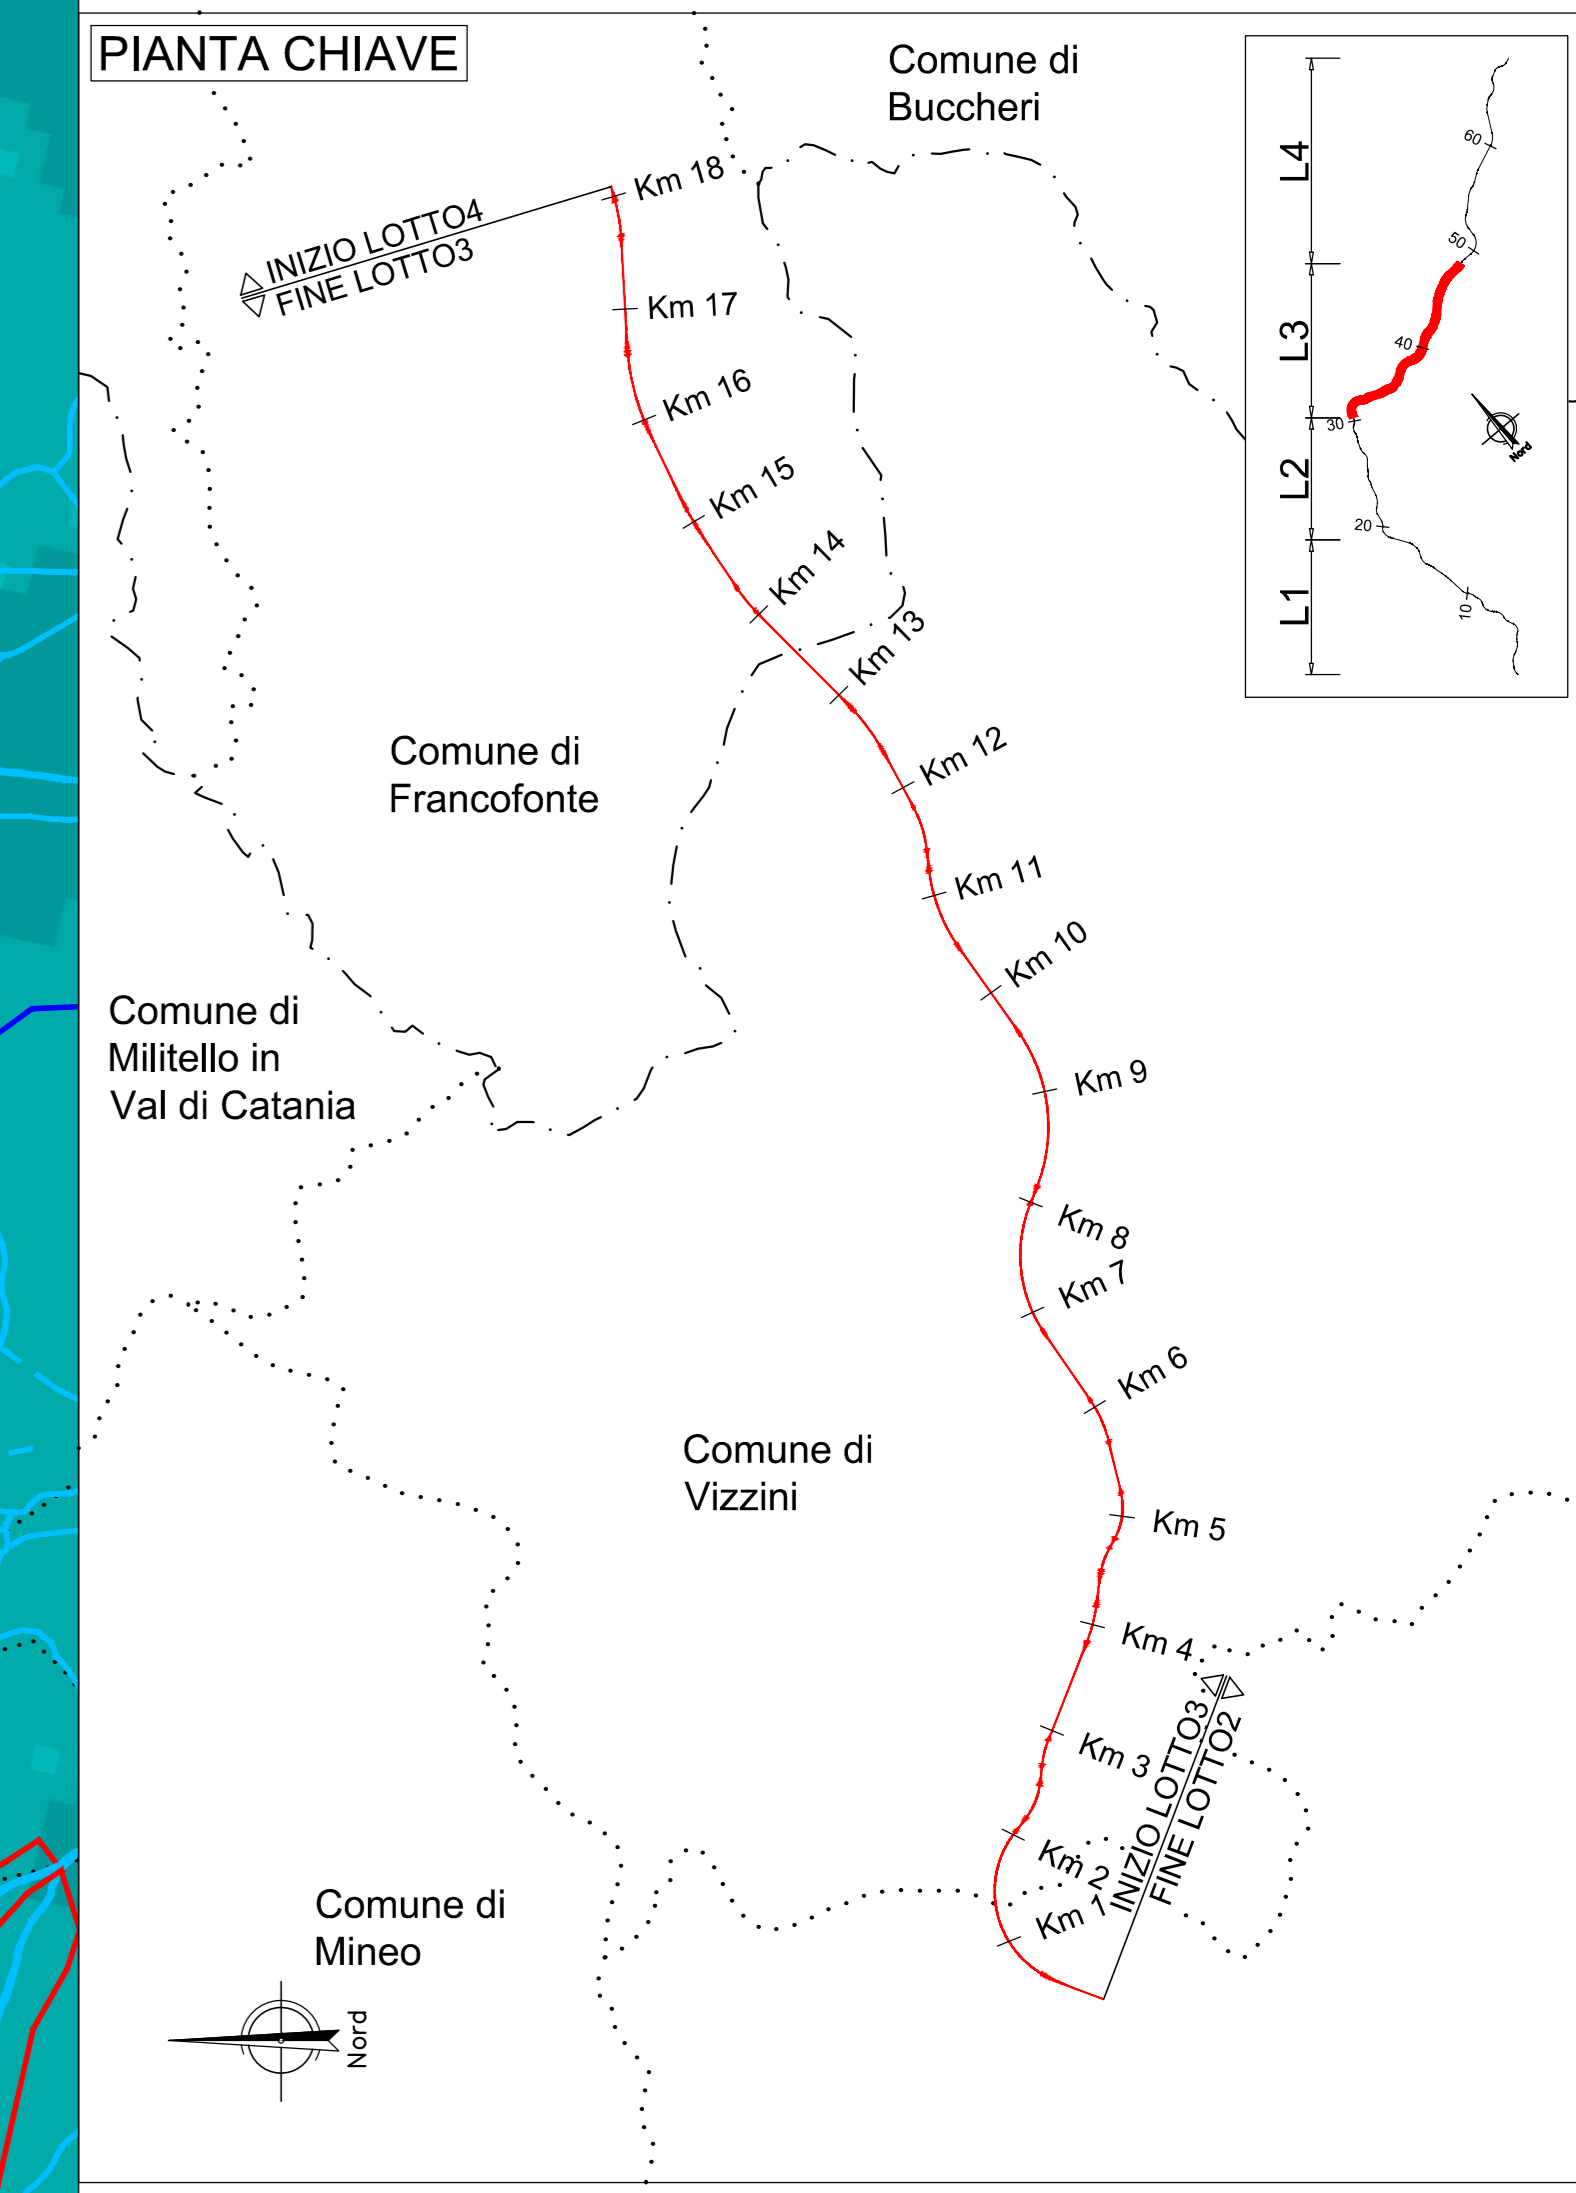 PIANTA CHIAVE
Comune di
Buccheri
Km 18
INIZIO LOTTO4
FINE LOTTO3
Km 17
Km 16
Km 15
Km 14
Km 13
Comune di
Francofonte
Km 12
Km 11
Km 10
Comune di
Militello in
Val di Catania
Km 9
Km 8
Km 7
Km 6
Comune di
Vizzini
Km 5
Km 4
Km 3
INIZIO LOTTO3
FINE LOTTO2
Km 2
Km 1
Comune di
Mineo
Nord
L4
60
50
L3
40
30
Nord
L2
20
L1
10